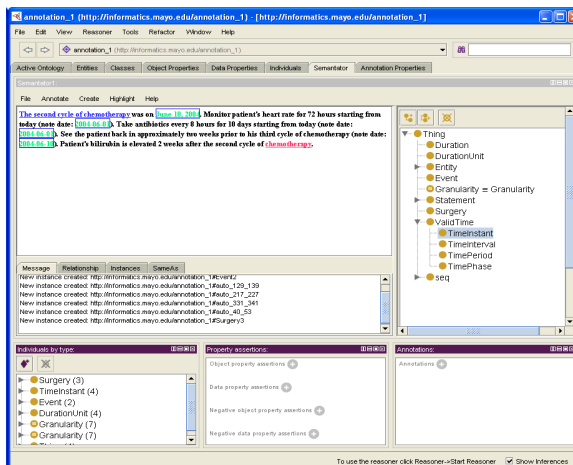 annotation_1 (http://informatics.mayo.edu/annotation_1) - [http://informatics.mayo.edu/annotation_1]
File Edit View Reasoner Tools Refactor Window Help
annotation_1 (http://informatics.mayo.edu/annotation_1)
Active Ontology Entities Classes Object Properties Data Properties Individuals Semantator Annotation Properties
Semantator1
File Annotate Create Highlight Help
The second cycle of chemotherapy was on June 10, 2004. Monitor patient's heart rate for 72 hours starting from
today (note date: 2004-06-01). Take antibiotics every 8 hours for 10 days starting from today (note date:
2004-06-01). See the patient back in approximately two weeks prior to his third cycle of chemotherapy (note date:
2004-06-10). Patient's bilirubin is elevated 2 weeks after the second cycle of chemotherapy.
Thing
Duration
DurationUnit
Entity
Event
Granularity ≡ Granularity
Statement
Surgery
ValidTime
TimeInstant
TimeInterval
TimePeriod
TimePhase
seq
Message Relationship Instances SameAs
New instance created: http://informatics.mayo.edu/annotation_1#Event2
New instance created: http://informatics.mayo.edu/annotation_1#auto_129_139
New instance created: http://informatics.mayo.edu/annotation_1#auto_217_227
New instance created: http://informatics.mayo.edu/annotation_1#auto_331_341
New instance created: http://informatics.mayo.edu/annotation_1#auto_40_53
New instance created: http://informatics.mayo.edu/annotation_1#Surgery3
Individuals by type:
Surgery (3)
TimeInstant (4)
Event (2)
DurationUnit (4)
Granularity (7)
Granularity (7)
Property assertions:
Object property assertions
Data property assertions
Negative object property assertions
Negative data property assertions
Annotations:
Annotations
To use the reasoner click Reasoner->Start Reasoner Show Inferences